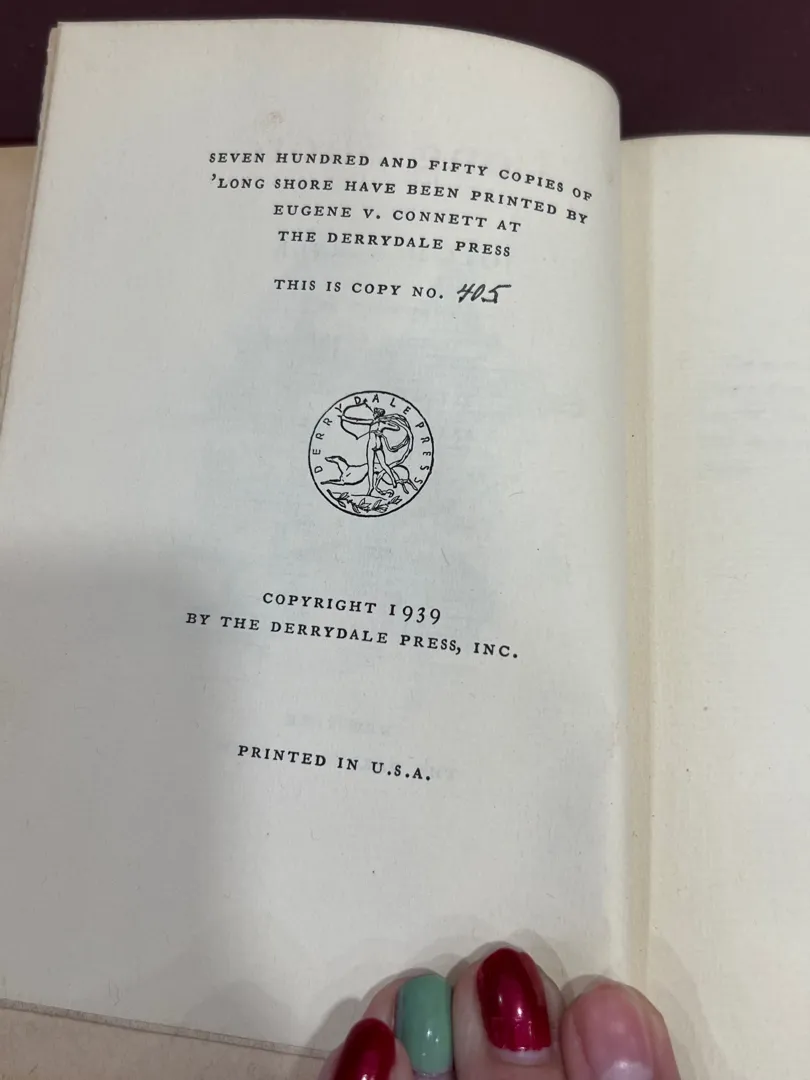 SEVEN HUNDRED AND FIFTY COPIES OF
'LONG SHORE HAVE BEEN PRINTED BY
EUGENE V. CONNETT AT
THE DERRYDALE PRESS
THIS IS COPY NO. 405
DERRYDALE PRESS
COPYRIGHT 1939
BY THE DERRYDALE PRESS, INC.
PRINTED IN U.S.A.